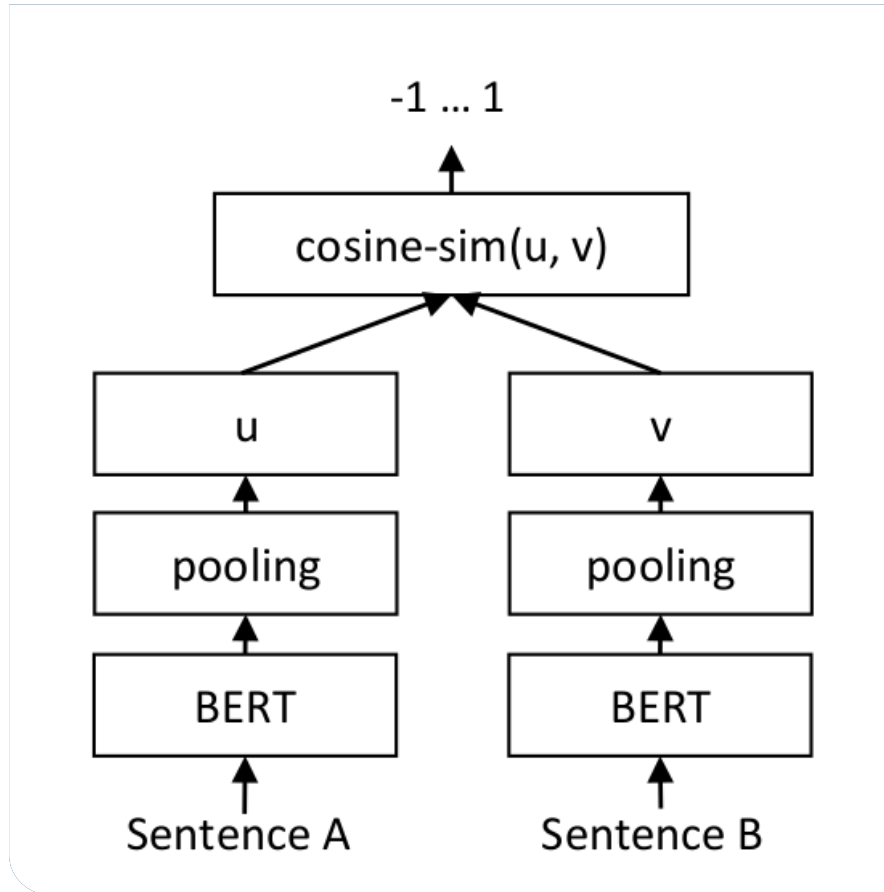 -1 ... 1
cosine-sim(u, v)
u
v
pooling
pooling
BERT
BERT
Sentence A
Sentence B